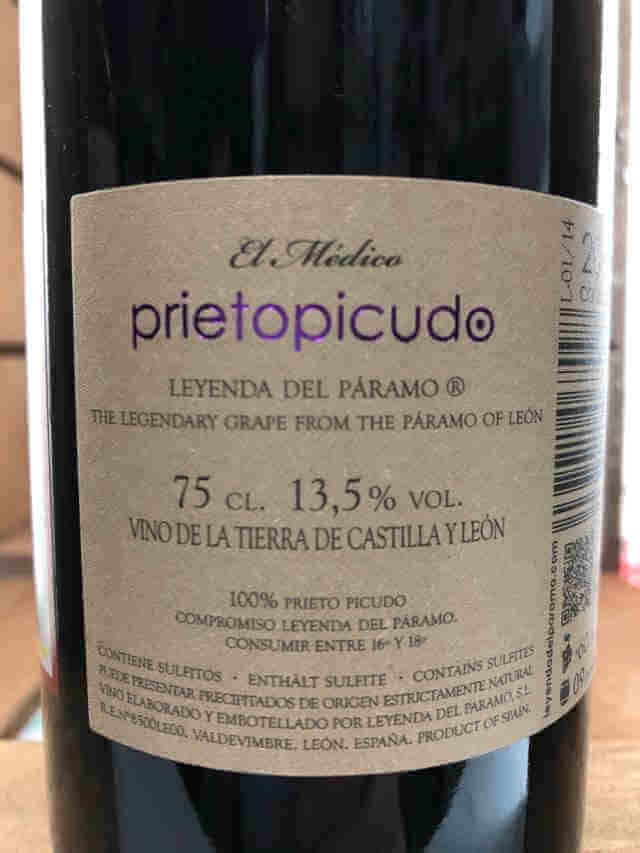 El Médico
prietopicudo
LEYENDA DEL PÁRAMO ®
THE LEGENDARY GRAPE FROM THE PÁRAMO OF LEÓN
75 CL. 13,5% VOL.
VINO DE LA TIERRA DE CASTILLA Y LEÓN
100% PRIETO PICUDO
COMPROMISO LEYENDA DEL PÁRAMO.
CONSUMIR ENTRE 16º Y 18º
CONTIENE SULFITOS · ENTHÄLT SULFITE · CONTAINS SULFITES
PUEDE PRESENTAR PRECIPITADOS DE ORIGEN ESTRICTAMENTE NATURAL
VINO ELABORADO Y EMBOTELLADO POR LEYENDA DEL PARAMO, S.L.
R.E.Nº8500LE00, VALDEVIMBRE, LEÓN, ESPAÑA. PRODUCT OF SPAIN.
L-01/14
leyendadelparamo.com